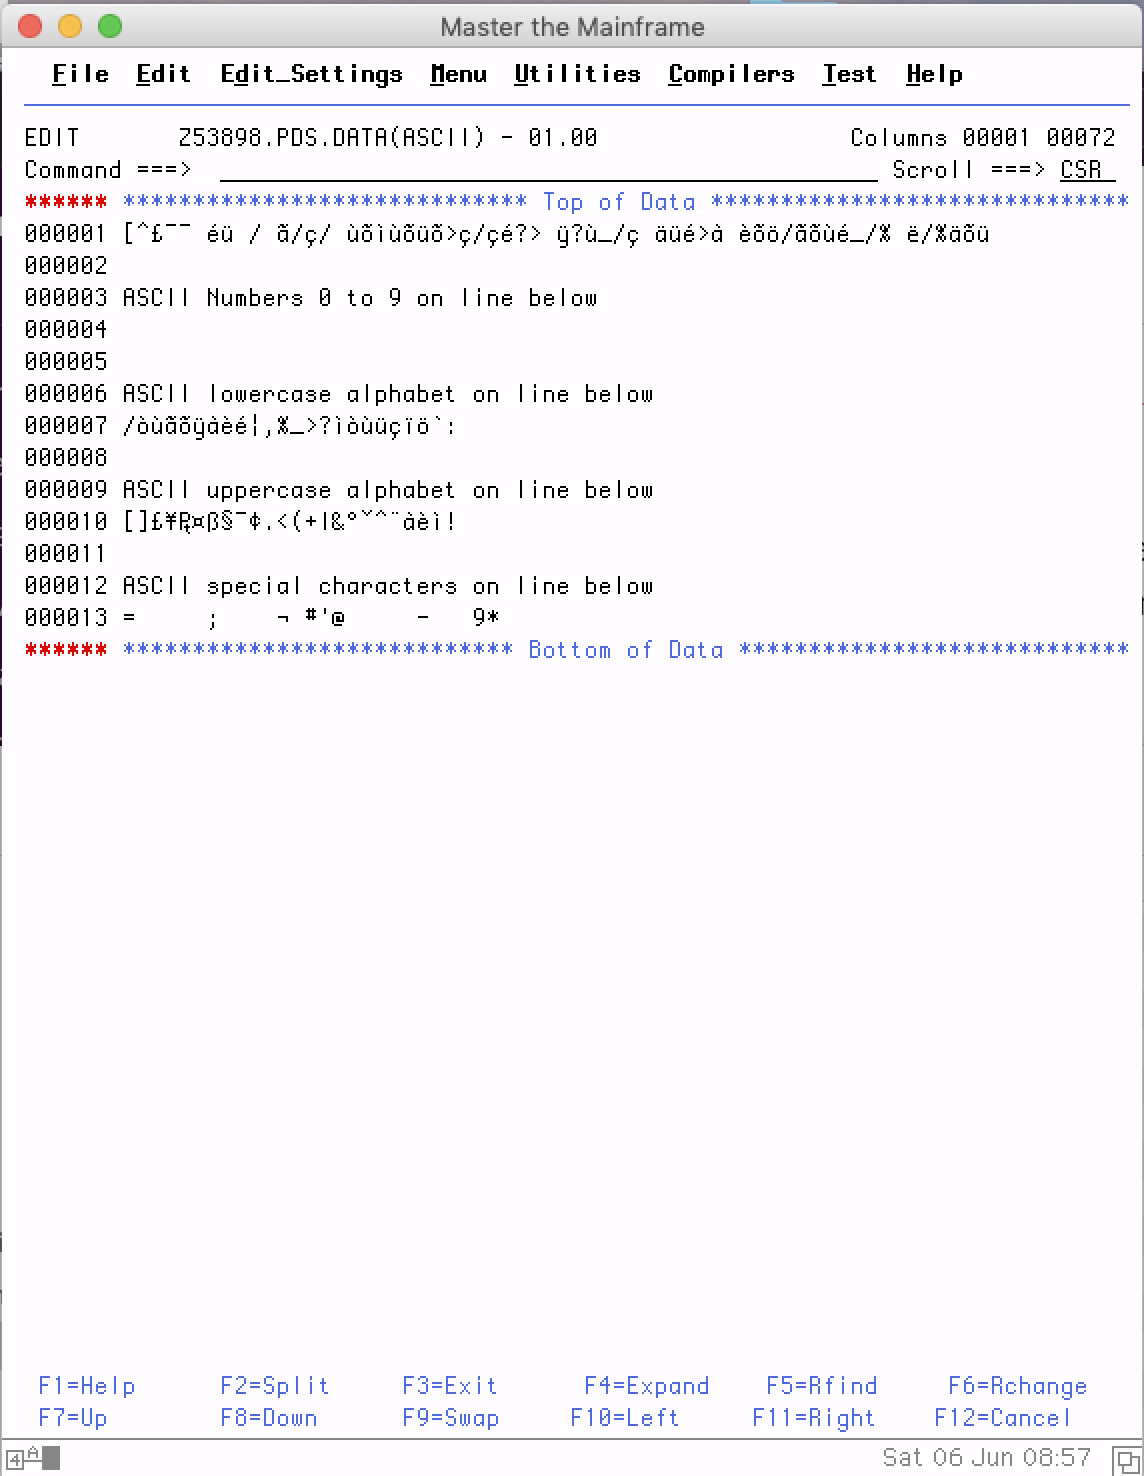 Master the Mainframe
File Edit Edit_Settings Menu Utilities Compilers Test Help
EDIT Z53898.PDS.DATA(ASCII) - 01.00 Columns 00001 00072
Command ===> Scroll ===> CSR
****** ***************************** Top of Data ******************************
000001 [^£¯¯ éü / ã/ç/ ùõìùõüõ>ç/çé?> ÿ?ù_/ç äüé>à èõö/ãõùé_/% ë/%äõü
000002
000003 ASCII Numbers 0 to 9 on line below
000004
000005
000006 ASCII lowercase alphabet on line below
000007 /òùãõÿàèé¦,%_>?ìòùüçïö`:
000008
000009 ASCII uppercase alphabet on line below
000010 []£¥Ŗ¤ß§¯¢.<(+|&°˘^¨àèì!
000011
000012 ASCII special characters on line below
000013 = ; ¬ #'@ - 9*
****** **************************** Bottom of Data ****************************
F1=Help F2=Split F3=Exit F4=Expand F5=Rfind F6=Rchange
F7=Up F8=Down F9=Swap F10=Left F11=Right F12=Cancel
4 A Sat 06 Jun 08:57